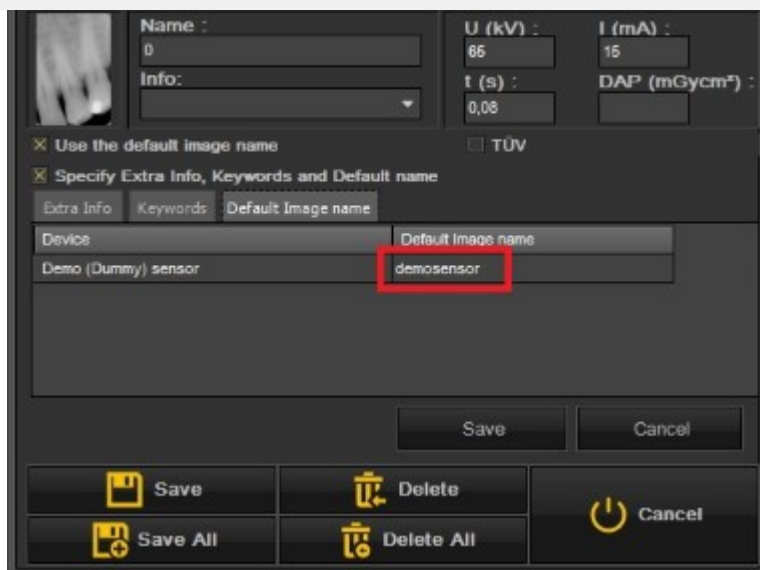 Name :
0
Info:
U (kV) :
65
I (mA) :
15
t (s) :
0,08
DAP (mGycm²) :
Use the default image name
TÜV
Specify Extra Info, Keywords and Default name
Extra Info Keywords Default Image name
Device Default Image name
Demo (Dummy) sensor demosensor
Save Cancel
Save Delete
Cancel
Save All Delete All